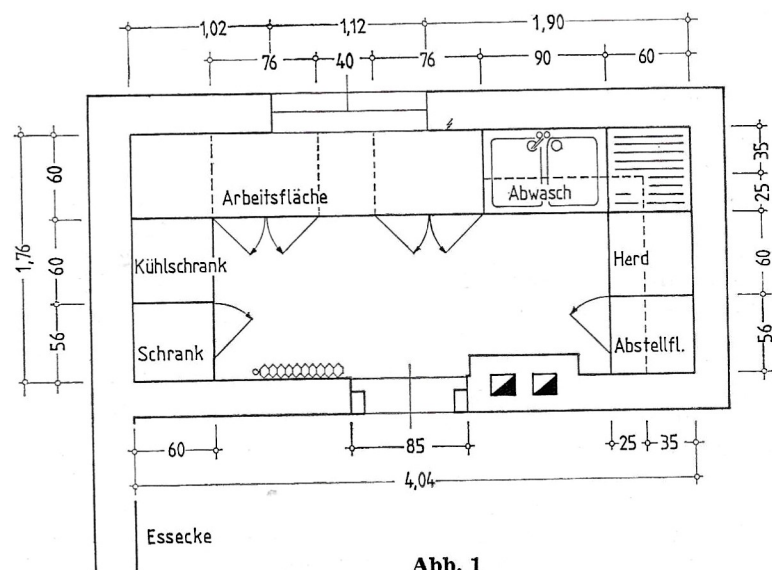 1,02 1,12 1,90
76 40 76 90 60
1,76
60
60
56
35
25
60
56
Arbeitsfläche
Abwasch
Kühlschrank
Herd
Schrank
Abstellfl.
60 85 25 35
4,04
Essecke
Abb. 1